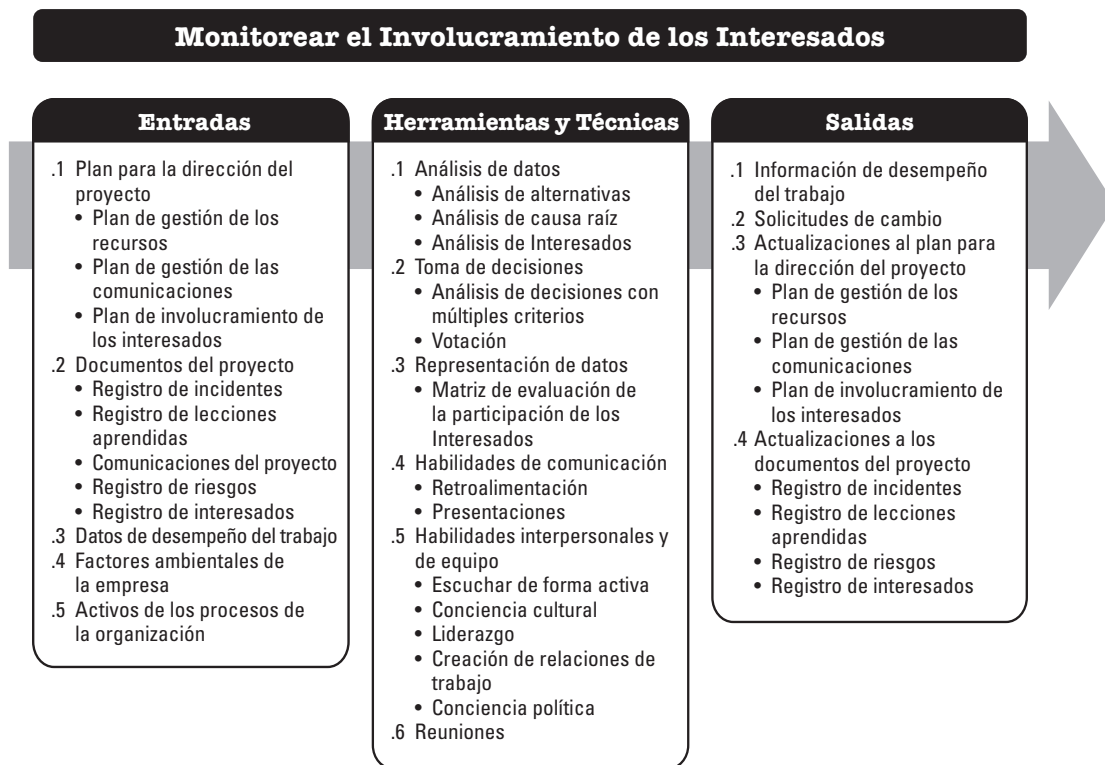 Monitorear el Involucramiento de los Interesados
Entradas
.1 Plan para la dirección del
proyecto
• Plan de gestión de los
recursos
• Plan de gestión de las
comunicaciones
• Plan de involucramiento de
los interesados
.2 Documentos del proyecto
• Registro de incidentes
• Registro de lecciones
aprendidas
• Comunicaciones del proyecto
• Registro de riesgos
• Registro de interesados
.3 Datos de desempeño del trabajo
.4 Factores ambientales de
la empresa
.5 Activos de los procesos de
la organización
Herramientas y Técnicas
.1 Análisis de datos
• Análisis de alternativas
• Análisis de causa raíz
• Análisis de Interesados
.2 Toma de decisiones
• Análisis de decisiones con
múltiples criterios
• Votación
.3 Representación de datos
• Matriz de evaluación de
la participación de los
Interesados
.4 Habilidades de comunicación
• Retroalimentación
• Presentaciones
.5 Habilidades interpersonales y
de equipo
• Escuchar de forma activa
• Conciencia cultural
• Liderazgo
• Creación de relaciones de
trabajo
• Conciencia política
.6 Reuniones
Salidas
.1 Información de desempeño
del trabajo
.2 Solicitudes de cambio
.3 Actualizaciones al plan para
la dirección del proyecto
• Plan de gestión de los
recursos
• Plan de gestión de las
comunicaciones
• Plan de involucramiento de
los interesados
.4 Actualizaciones a los
documentos del proyecto
• Registro de incidentes
• Registro de lecciones
aprendidas
• Registro de riesgos
• Registro de interesados